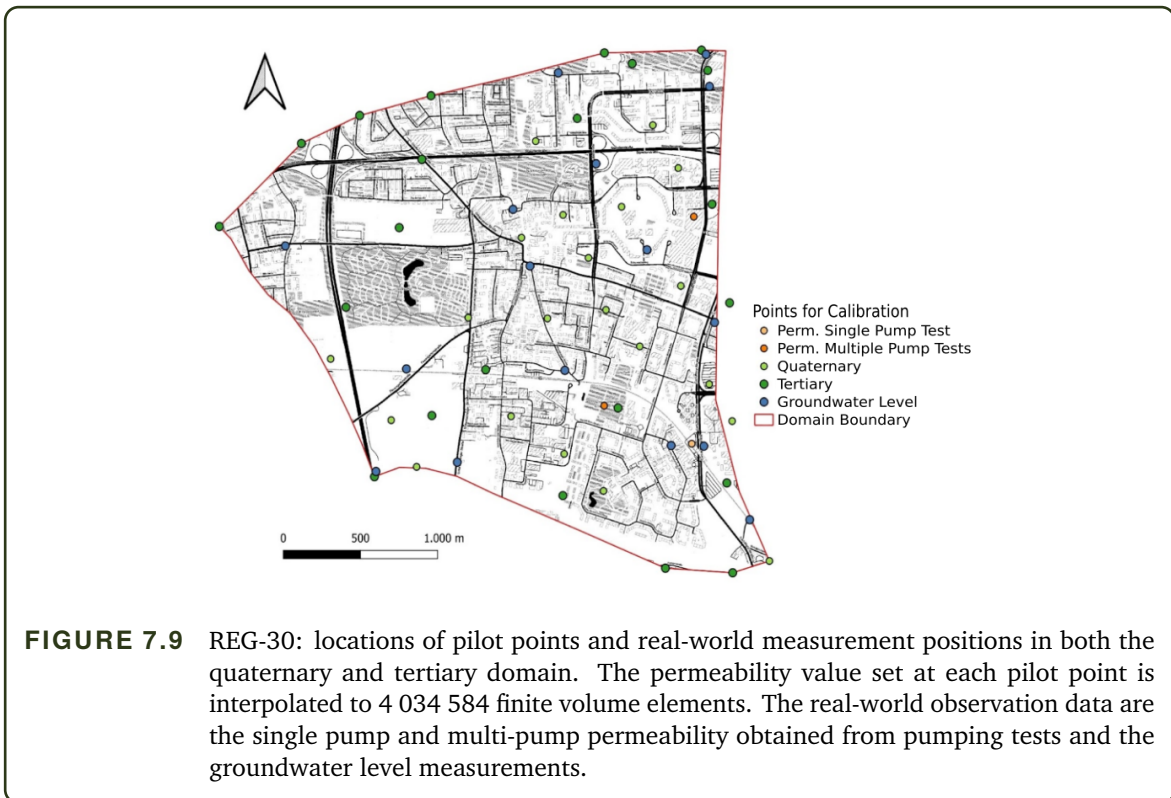 Points for Calibration
Perm. Single Pump Test
Perm. Multiple Pump Tests
Quaternary
Tertiary
Groundwater Level
Domain Boundary
0 500 1.000 m
FIGURE 7.9 REG-30: locations of pilot points and real-world measurement positions in both the
quaternary and tertiary domain. The permeability value set at each pilot point is
interpolated to 4 034 584 finite volume elements. The real-world observation data are
the single pump and multi-pump permeability obtained from pumping tests and the
groundwater level measurements.